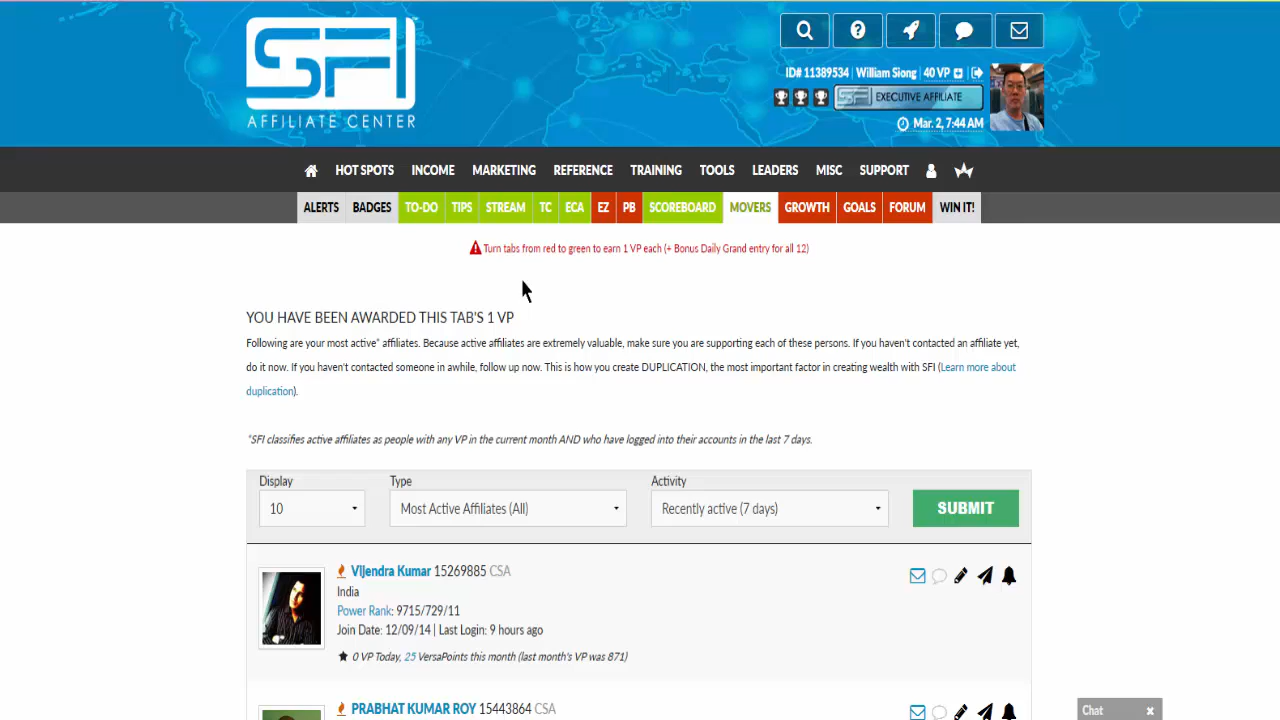 SFI
AFFILIATE CENTER
ID# 11389534 | William Siong | 40 VP
SFI EXECUTIVE AFFILIATE
Mar. 2, 7:44 AM
HOT SPOTS INCOME MARKETING REFERENCE TRAINING TOOLS LEADERS MISC SUPPORT
ALERTS BADGES TO-DO TIPS STREAM TC ECA EZ PB SCOREBOARD MOVERS GROWTH GOALS FORUM WIN IT!
Turn tabs from red to green to earn 1 VP each (+ Bonus Daily Grand entry for all 12)
YOU HAVE BEEN AWARDED THIS TAB'S 1 VP
Following are your most active* affiliates. Because active affiliates are extremely valuable, make sure you are supporting each of these persons. If you haven't contacted an affiliate yet,
do it now. If you haven't contacted someone in awhile, follow up now. This is how you create DUPLICATION, the most important factor in creating wealth with SFI (Learn more about
duplication).
*SFI classifies active affiliates as people with any VP in the current month AND who have logged into their accounts in the last 7 days.
Display Type Activity
10 Most Active Affiliates (All) Recently active (7 days) SUBMIT
Vijendra Kumar 15269885 CSA
India
Power Rank: 9715/729/11
Join Date: 12/09/14 | Last Login: 9 hours ago
0 VP Today, 25 VersaPoints this month (last month's VP was 871)
PRABHAT KUMAR ROY 15443864 CSA
Chat ×